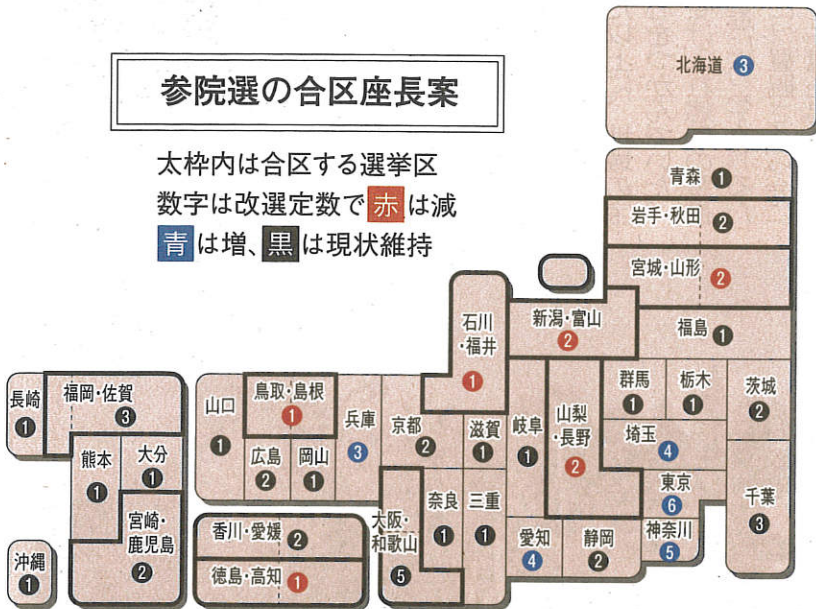 参院選の合区座長案
太枠内は合区する選挙区
数字は改選定数で赤は減
青は増、黒は現状維持
北海道 3
青森 1
岩手・秋田 2
宮城・山形 2
新潟・富山 2
福島 1
石川
・福井
1
群馬 1
栃木 1
茨城 2
埼玉 4
東京 6
神奈川 5
千葉 3
山梨
・長野
2
岐阜 1
静岡 2
愛知 4
滋賀 1
三重 1
京都 2
奈良 1
大阪・
和歌山
5
兵庫 3
鳥取・島根
1
岡山 1
広島 2
山口 1
香川・愛媛 2
徳島・高知 1
福岡・佐賀
3
長崎 1
大分 1
熊本 1
宮崎・
鹿児島
2
沖縄 1